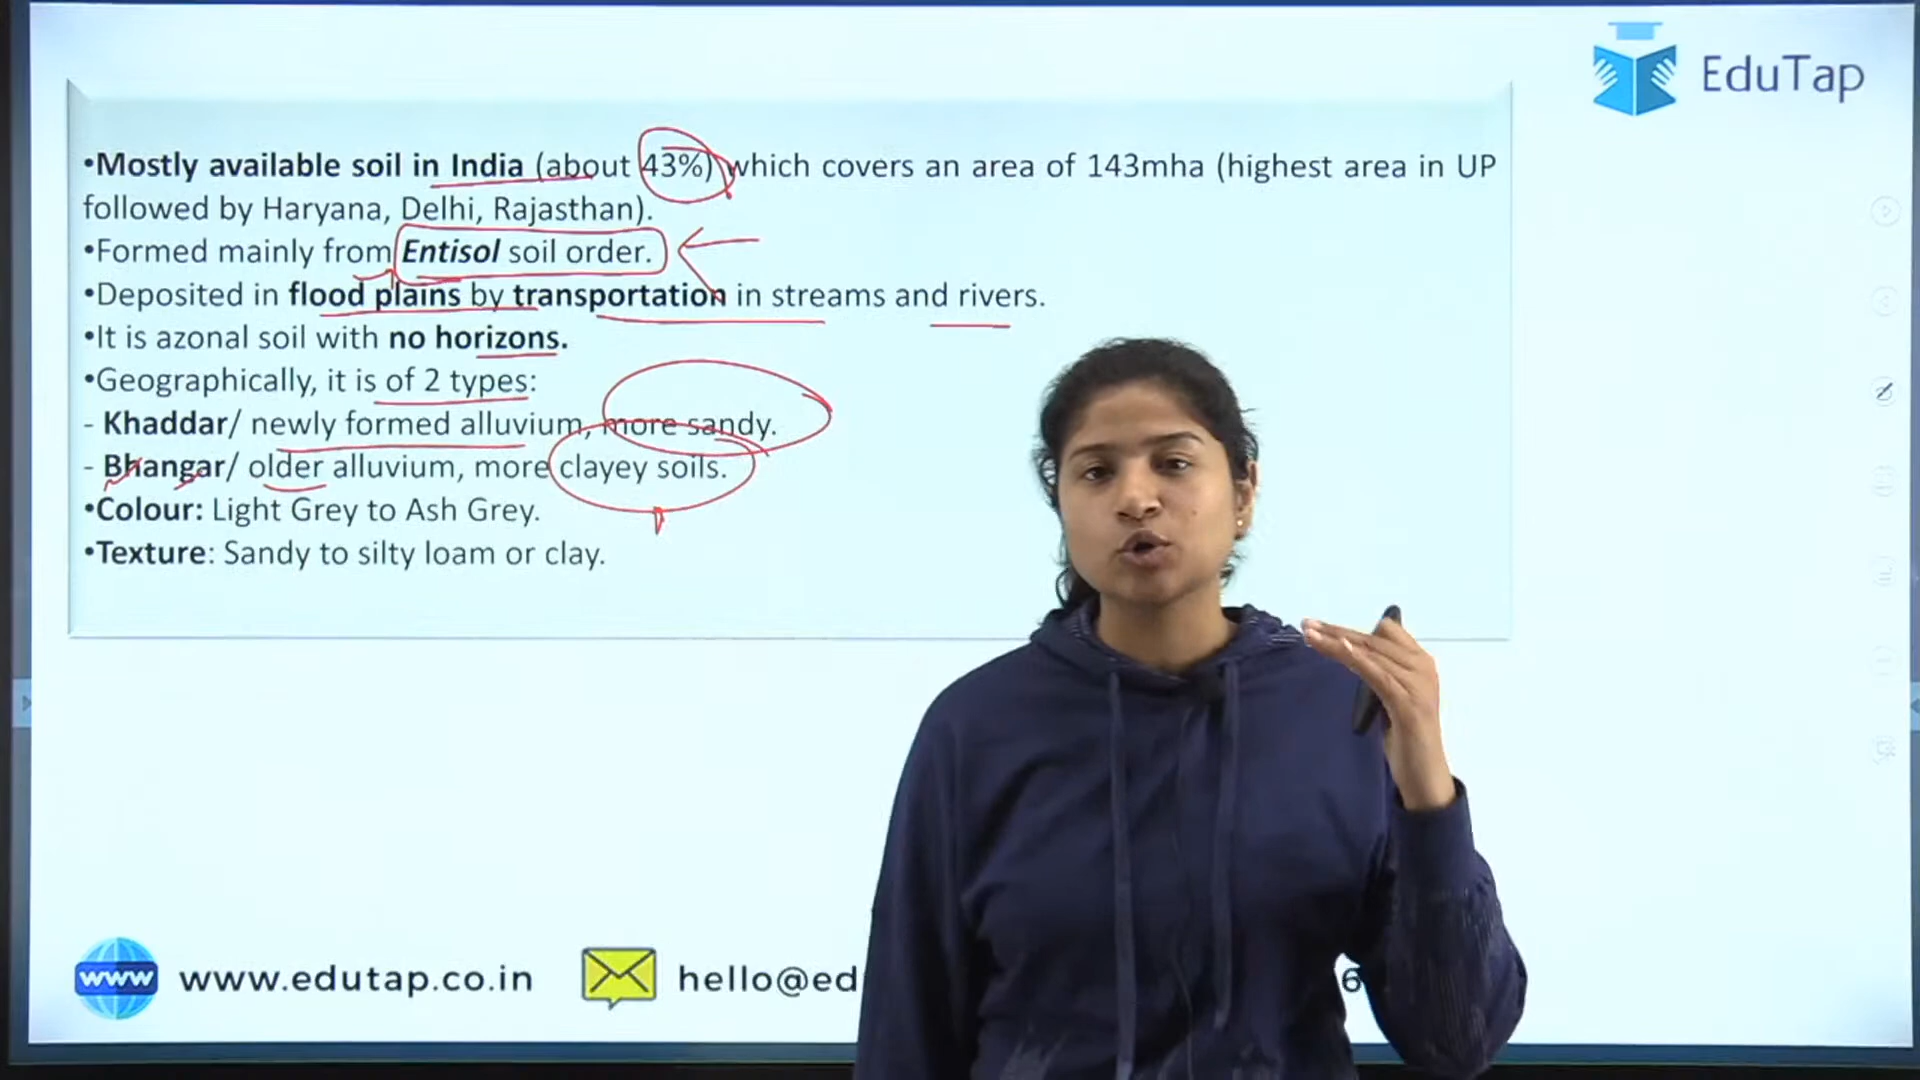 EduTap
•Mostly available soil in India (about 43%) which covers an area of 143mha (highest area in UP
followed by Haryana, Delhi, Rajasthan).
•Formed mainly from Entisol soil order.
•Deposited in flood plains by transportation in streams and rivers.
•It is azonal soil with no horizons.
•Geographically, it is of 2 types:
- Khaddar/ newly formed alluvium, more sandy.
- Bhangar/ older alluvium, more clayey soils.
•Colour: Light Grey to Ash Grey.
•Texture: Sandy to silty loam or clay.
www www.edutap.co.in hello@ed 6